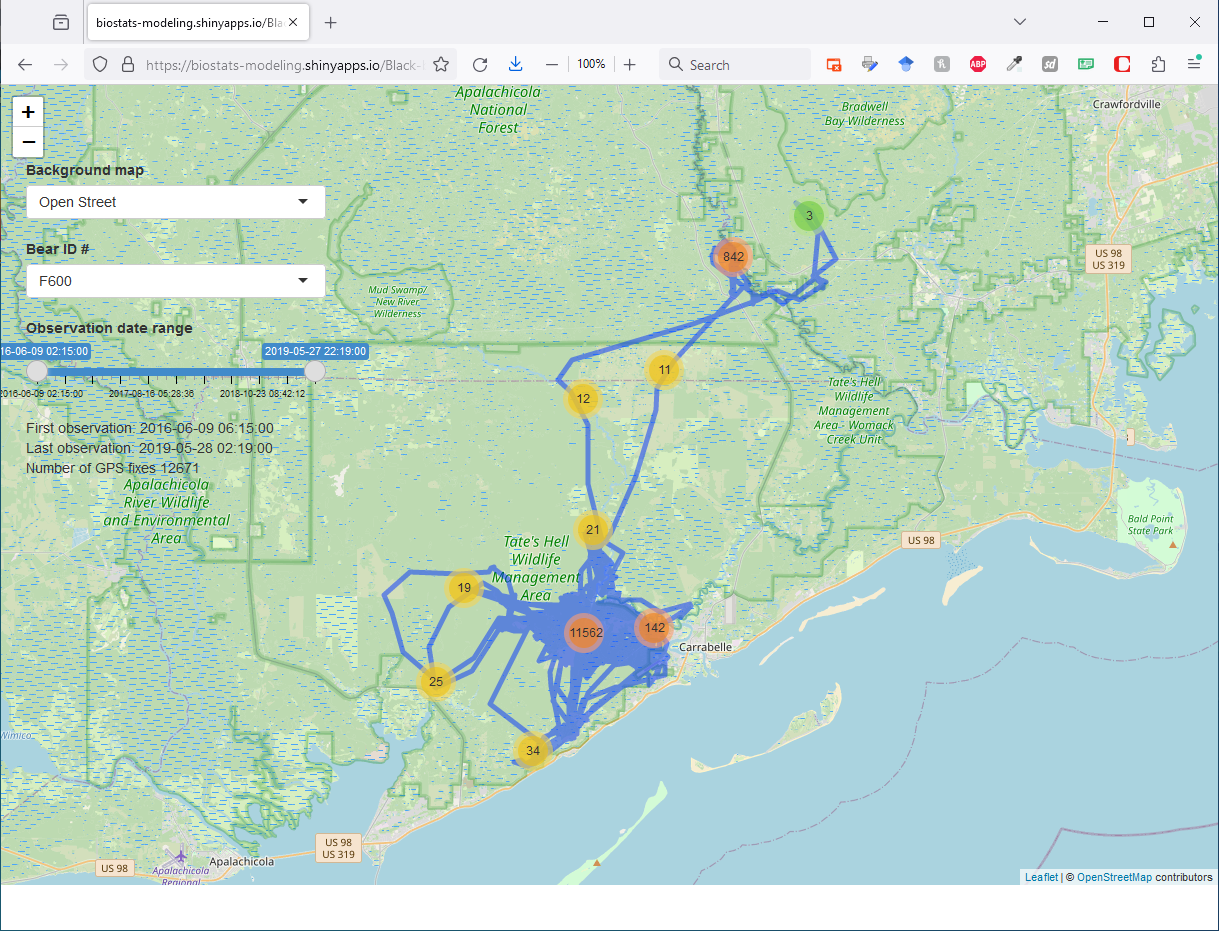 biostats-modeling.shinyapps.io/Bla
https://biostats-modeling.shinyapps.io/Black-
100%
Search
ABP
sd
+
−
Background map
Open Street
Bear ID #
F600
Observation date range
16-06-09 02:15:00
2019-05-27 22:19:00
2016-06-09 02:15:00
2017-08-16 05:28:36
2018-10-23 08:42:12
First observation: 2016-06-09 06:15:00
Last observation: 2019-05-28 02:19:00
Number of GPS fixes 12671
Apalachicola
National
Forest
Bradwell
Bay Wilderness
Crawfordville
3
842
US 98
US 319
Mud Swamp/
New River
Wilderness
11
12
Tate's Hell
Wildlife
Management
Area - Womack
Creek Unit
Apalachicola
River Wildlife
and Environmental
Area
21
Tate's Hell
Wildlife
Management
Area
US 98
Bald Point
State Park
19
11562
142
Carrabelle
25
Wimico
34
US 98
US 319
US 98
Apalachicola
Apalachicola
Regional
Leaflet | © OpenStreetMap contributors